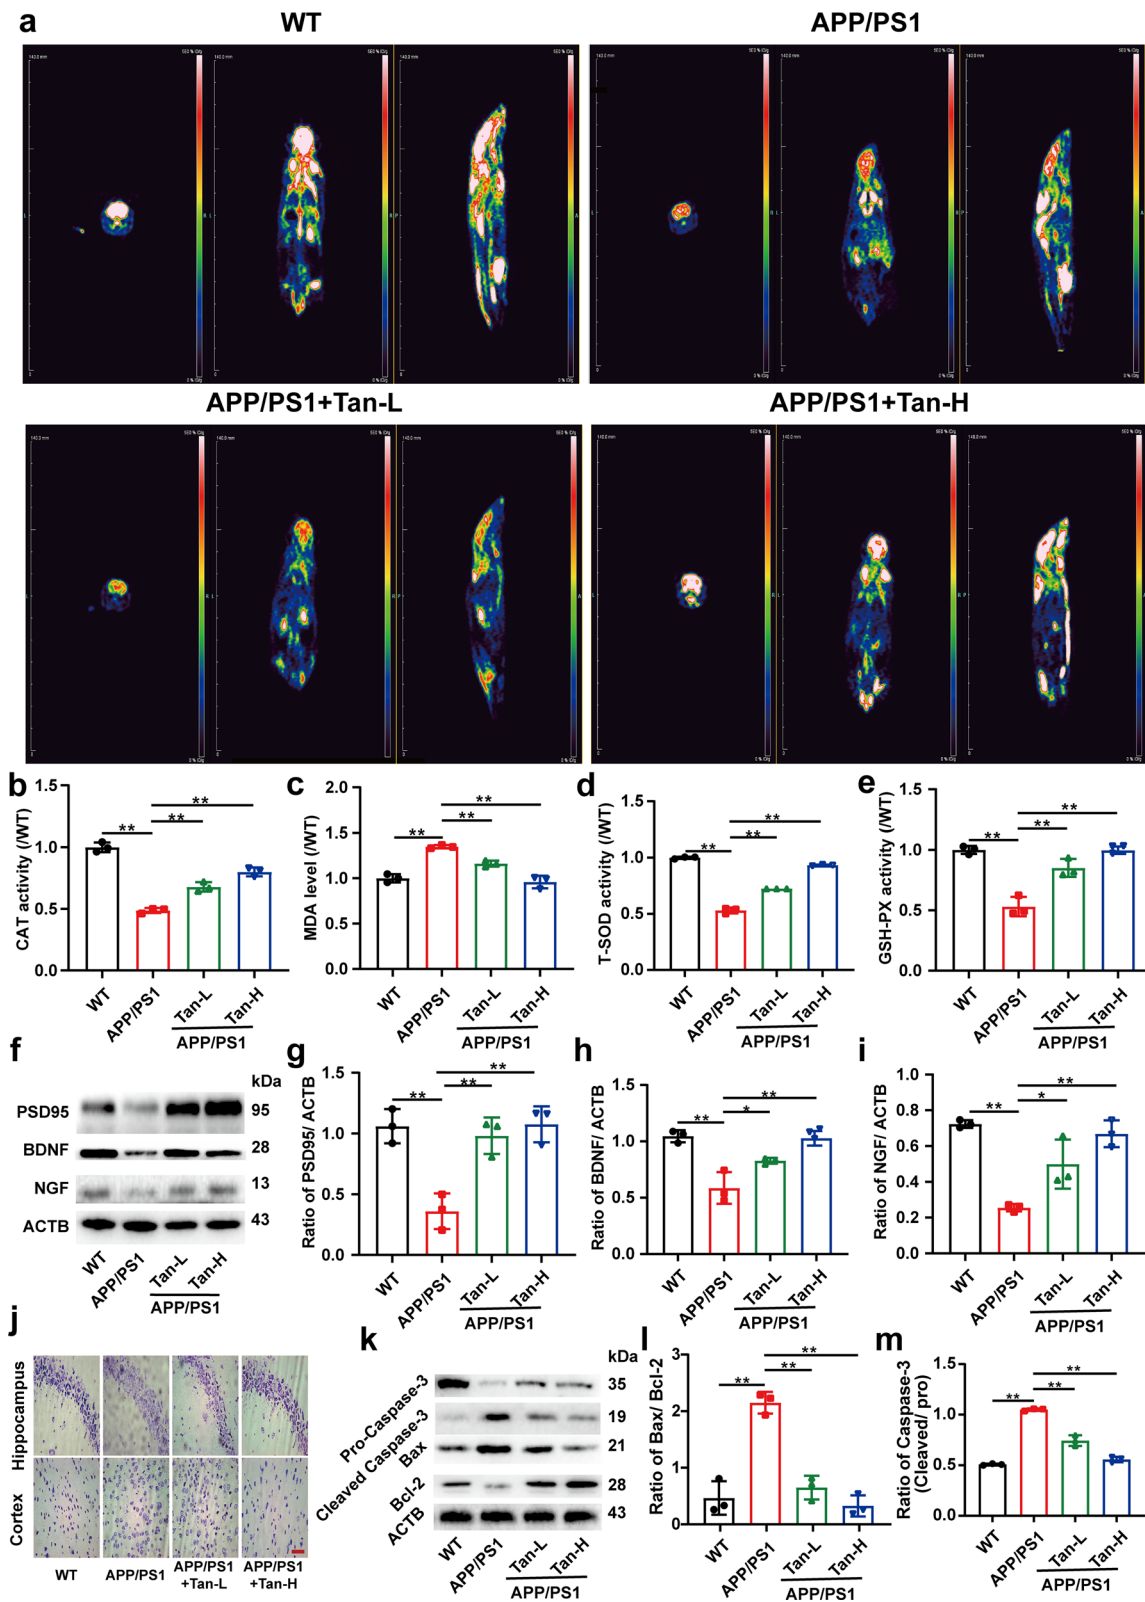 a
WT
APP/PS1
140.0 mm
APP/PS1+Tan-L
APP/PS1+Tan-H
140.0 mm
b
CAT activity (/WT)
1.5
1.0
0.5
0.0
**
**
**
WT
APP/PS1
Tan-L
Tan-H
APP/PS1
c
MDA level (/WT)
2.0
1.5
1.0
0.5
0.0
**
**
**
WT
APP/PS1
Tan-L
Tan-H
APP/PS1
d
T-SOD activity (/WT)
1.5
1.0
0.5
0.0
**
**
**
WT
APP/PS1
Tan-L
Tan-H
APP/PS1
e
GSH-PX activity (/WT)
1.5
1.0
0.5
0.0
**
**
**
WT
APP/PS1
Tan-L
Tan-H
APP/PS1
f
kDa
PSD95 95
BDNF 28
NGF 13
ACTB 43
WT
APP/PS1
Tan-L
Tan-H
APP/PS1
g
Ratio of PSD95/ ACTB
1.5
1.0
0.5
0.0
**
**
**
WT
APP/PS1
Tan-L
Tan-H
APP/PS1
h
Ratio of BDNF/ ACTB
1.5
1.0
0.5
0.0
**
*
**
WT
APP/PS1
Tan-L
Tan-H
APP/PS1
i
Ratio of NGF/ ACTB
1.0
0.8
0.6
0.4
0.2
0.0
**
*
**
WT
APP/PS1
Tan-L
Tan-H
APP/PS1
j
Hippocampus
Cortex
WT
APP/PS1
APP/PS1
+Tan-L
APP/PS1
+Tan-H
k
kDa
Pro-Caspase-3 35
Cleaved Caspase-3 19
Bax 21
Bcl-2 28
ACTB 43
WT
APP/PS1
Tan-L
Tan-H
APP/PS1
l
Ratio of Bax/ Bcl-2
3
2
1
0
**
**
**
WT
APP/PS1
Tan-L
Tan-H
APP/PS1
m
Ratio of Caspase-3
(Cleaved/ pro)
1.5
1.0
0.5
0.0
**
**
**
WT
APP/PS1
Tan-L
Tan-H
APP/PS1